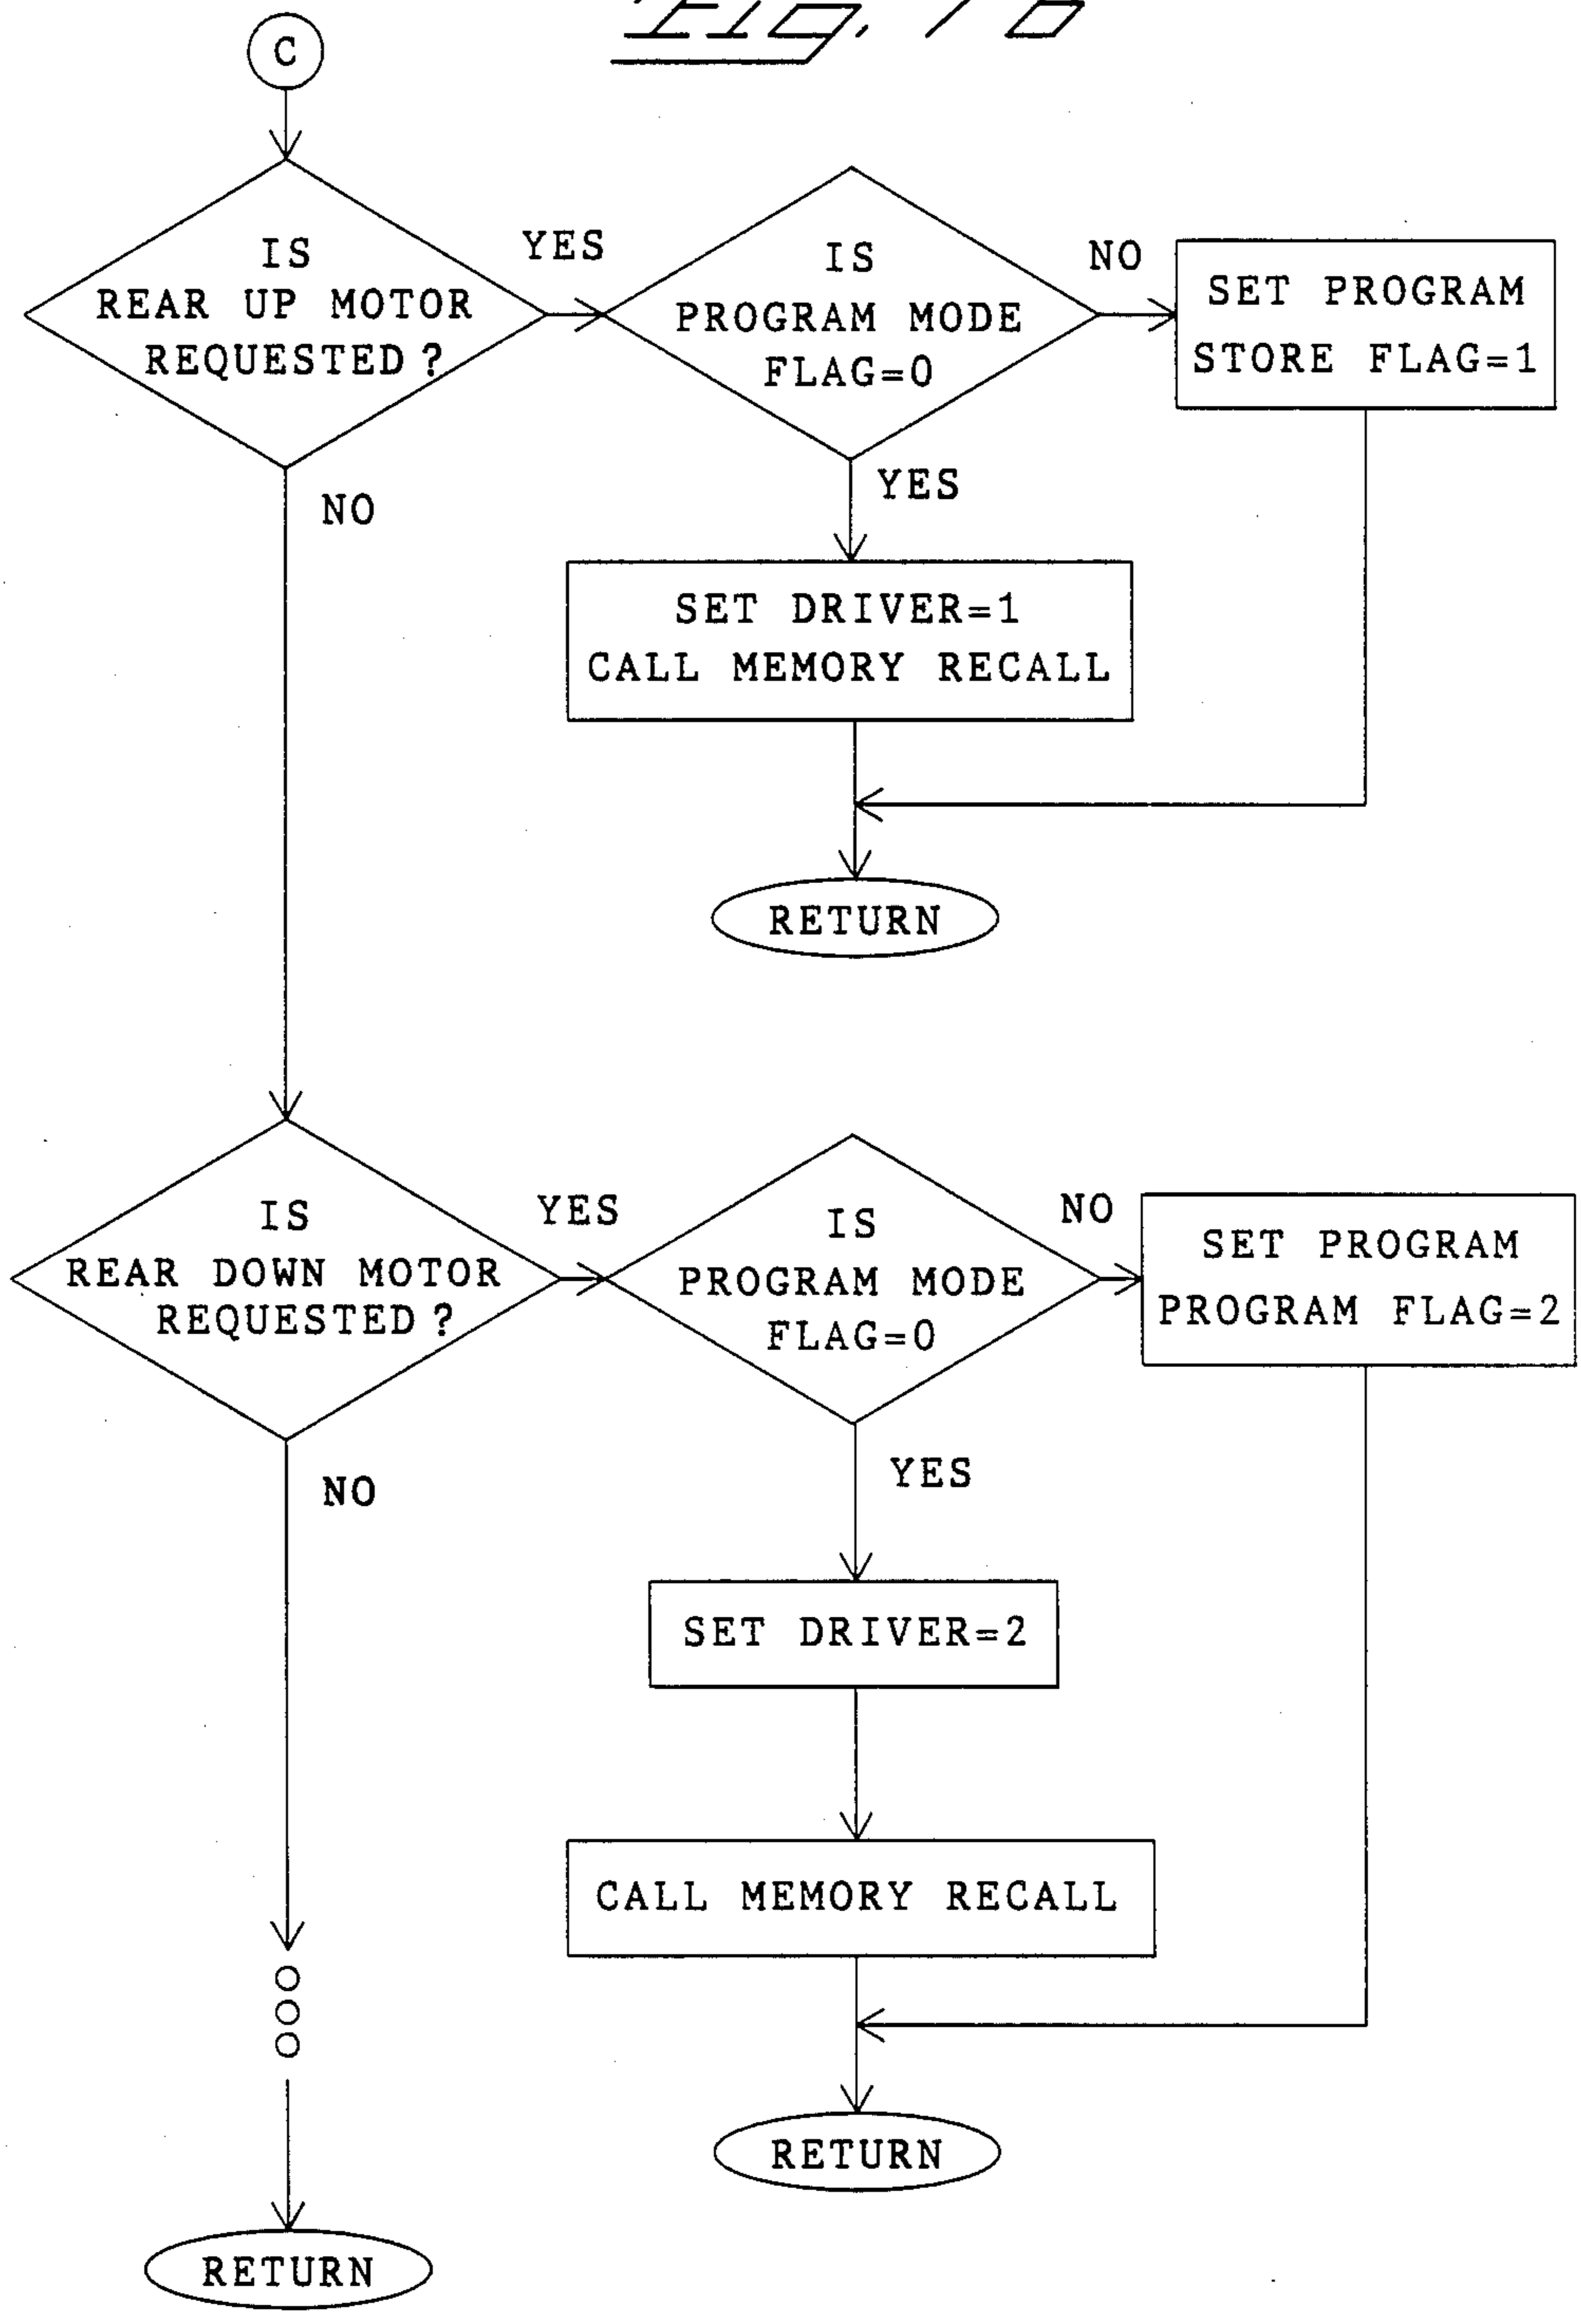 C
IS
REAR UP MOTOR
REQUESTED?
YES
NO
IS
PROGRAM MODE
FLAG=0
NO
SET PROGRAM
STORE FLAG=1
YES
SET DRIVER=1
CALL MEMORY RECALL
RETURN
IS
REAR DOWN MOTOR
REQUESTED?
YES
NO
IS
PROGRAM MODE
FLAG=0
NO
SET PROGRAM
PROGRAM FLAG=2
YES
SET DRIVER=2
CALL MEMORY RECALL
RETURN
RETURN